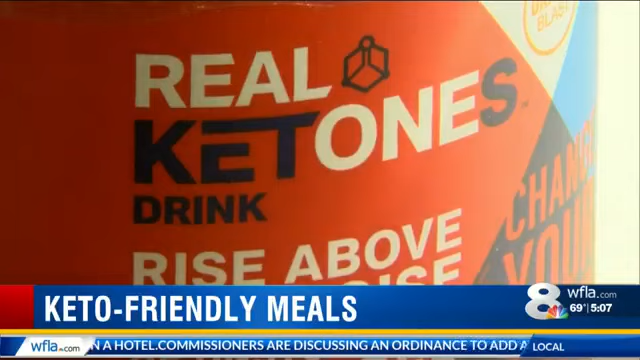 BLAST
REAL
KETONES
DRINK
RISE ABOVE
KETO-FRIENDLY MEALS
8 wfla.com
69° 5:07
wfla.com N A HOTEL.COMMISSIONERS ARE DISCUSSING AN ORDINANCE TO ADD A LOCAL